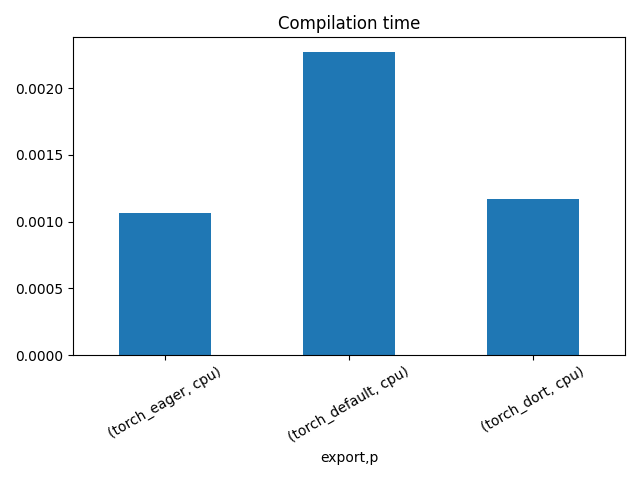 Compilation time
0.0020
0.0015
0.0010
0.0005
0.0000
(torch_eager, cpu)
(torch_default, cpu)
(torch_dort, cpu)
export,p